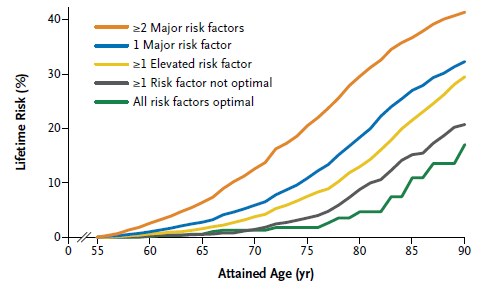 40
30
20
10
0
Lifetime Risk (%)
≥2 Major risk factors
1 Major risk factor
≥1 Elevated risk factor
≥1 Risk factor not optimal
All risk factors optimal
0 55 60 65 70 75 80 85 90
Attained Age (yr)